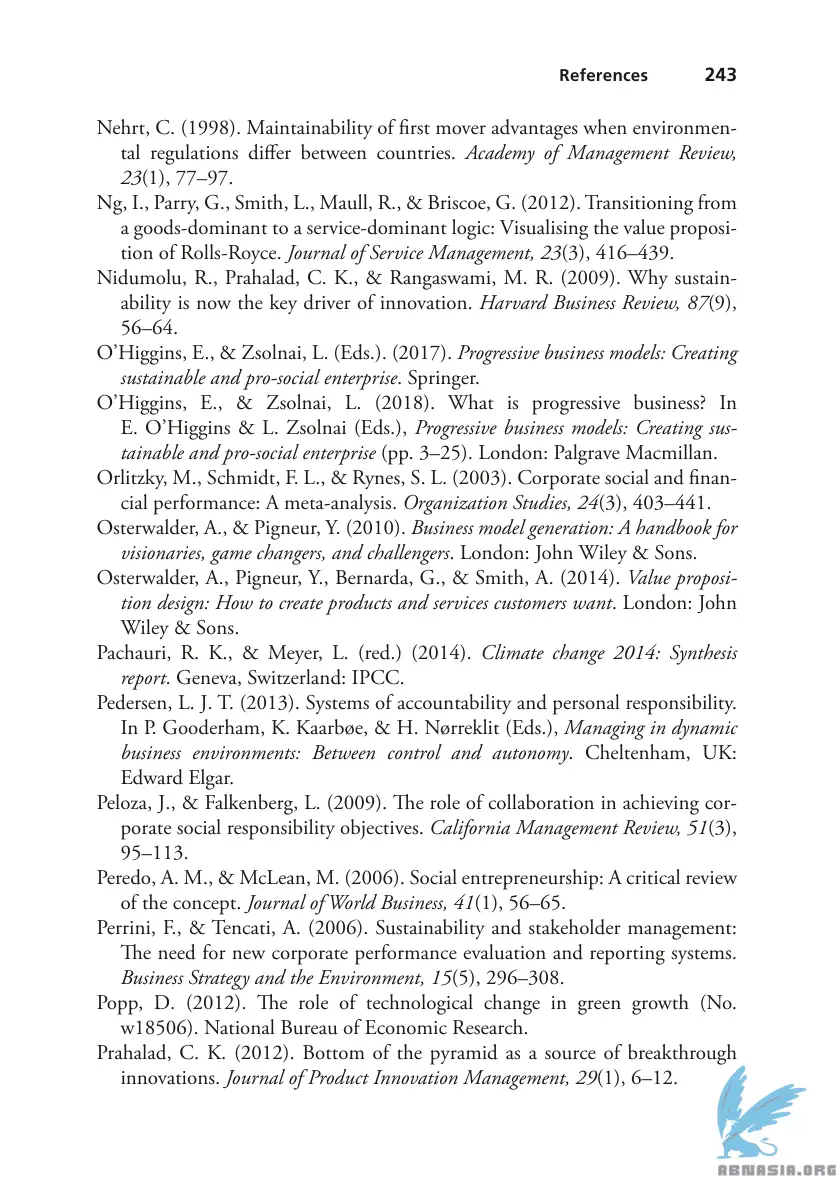 References 243
Nehrt, C. (1998). Maintainability of first mover advantages when environmen-
tal regulations differ between countries. Academy of Management Review,
23(1), 77–97.
Ng, I., Parry, G., Smith, L., Maull, R., & Briscoe, G. (2012). Transitioning from
a goods-dominant to a service-dominant logic: Visualising the value proposi-
tion of Rolls-Royce. Journal of Service Management, 23(3), 416–439.
Nidumolu, R., Prahalad, C. K., & Rangaswami, M. R. (2009). Why sustain-
ability is now the key driver of innovation. Harvard Business Review, 87(9),
56–64.
O’Higgins, E., & Zsolnai, L. (Eds.). (2017). Progressive business models: Creating
sustainable and pro-social enterprise. Springer.
O’Higgins, E., & Zsolnai, L. (2018). What is progressive business? In
E. O’Higgins & L. Zsolnai (Eds.), Progressive business models: Creating sus-
tainable and pro-social enterprise (pp. 3–25). London: Palgrave Macmillan.
Orlitzky, M., Schmidt, F. L., & Rynes, S. L. (2003). Corporate social and finan-
cial performance: A meta-analysis. Organization Studies, 24(3), 403–441.
Osterwalder, A., & Pigneur, Y. (2010). Business model generation: A handbook for
visionaries, game changers, and challengers. London: John Wiley & Sons.
Osterwalder, A., Pigneur, Y., Bernarda, G., & Smith, A. (2014). Value proposi-
tion design: How to create products and services customers want. London: John
Wiley & Sons.
Pachauri, R. K., & Meyer, L. (red.) (2014). Climate change 2014: Synthesis
report. Geneva, Switzerland: IPCC.
Pedersen, L. J. T. (2013). Systems of accountability and personal responsibility.
In P. Gooderham, K. Kaarbøe, & H. Nørreklit (Eds.), Managing in dynamic
business environments: Between control and autonomy. Cheltenham, UK:
Edward Elgar.
Peloza, J., & Falkenberg, L. (2009). The role of collaboration in achieving cor-
porate social responsibility objectives. California Management Review, 51(3),
95–113.
Peredo, A. M., & McLean, M. (2006). Social entrepreneurship: A critical review
of the concept. Journal of World Business, 41(1), 56–65.
Perrini, F., & Tencati, A. (2006). Sustainability and stakeholder management:
The need for new corporate performance evaluation and reporting systems.
Business Strategy and the Environment, 15(5), 296–308.
Popp, D. (2012). The role of technological change in green growth (No.
w18506). National Bureau of Economic Research.
Prahalad, C. K. (2012). Bottom of the pyramid as a source of breakthrough
innovations. Journal of Product Innovation Management, 29(1), 6–12.
ABNASIA.ORG